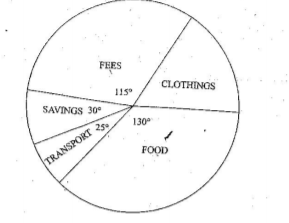 FEES
CLOTHINGS
115°
SAVINGS 30°
TRANSPORT 25°
130°
FOOD